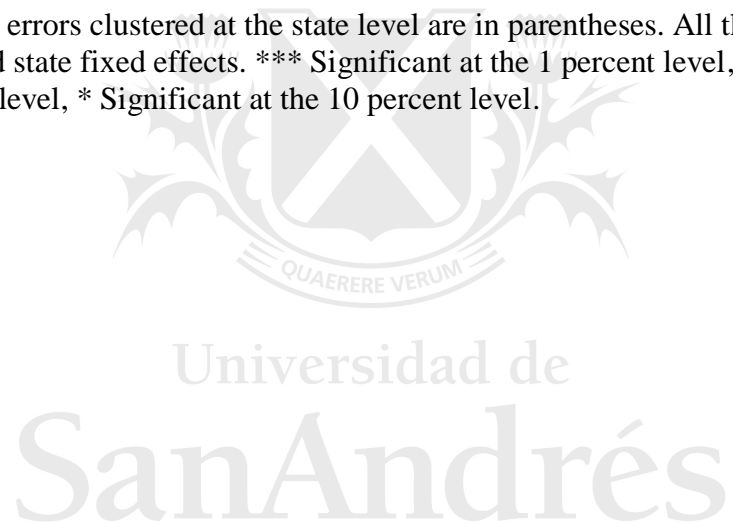 errors clustered at the state level are in parentheses. All th
d state fixed effects. *** Significant at the 1 percent level,
level, * Significant at the 10 percent level.
QUAERERE VERUM
Universidad de
SanAndrés